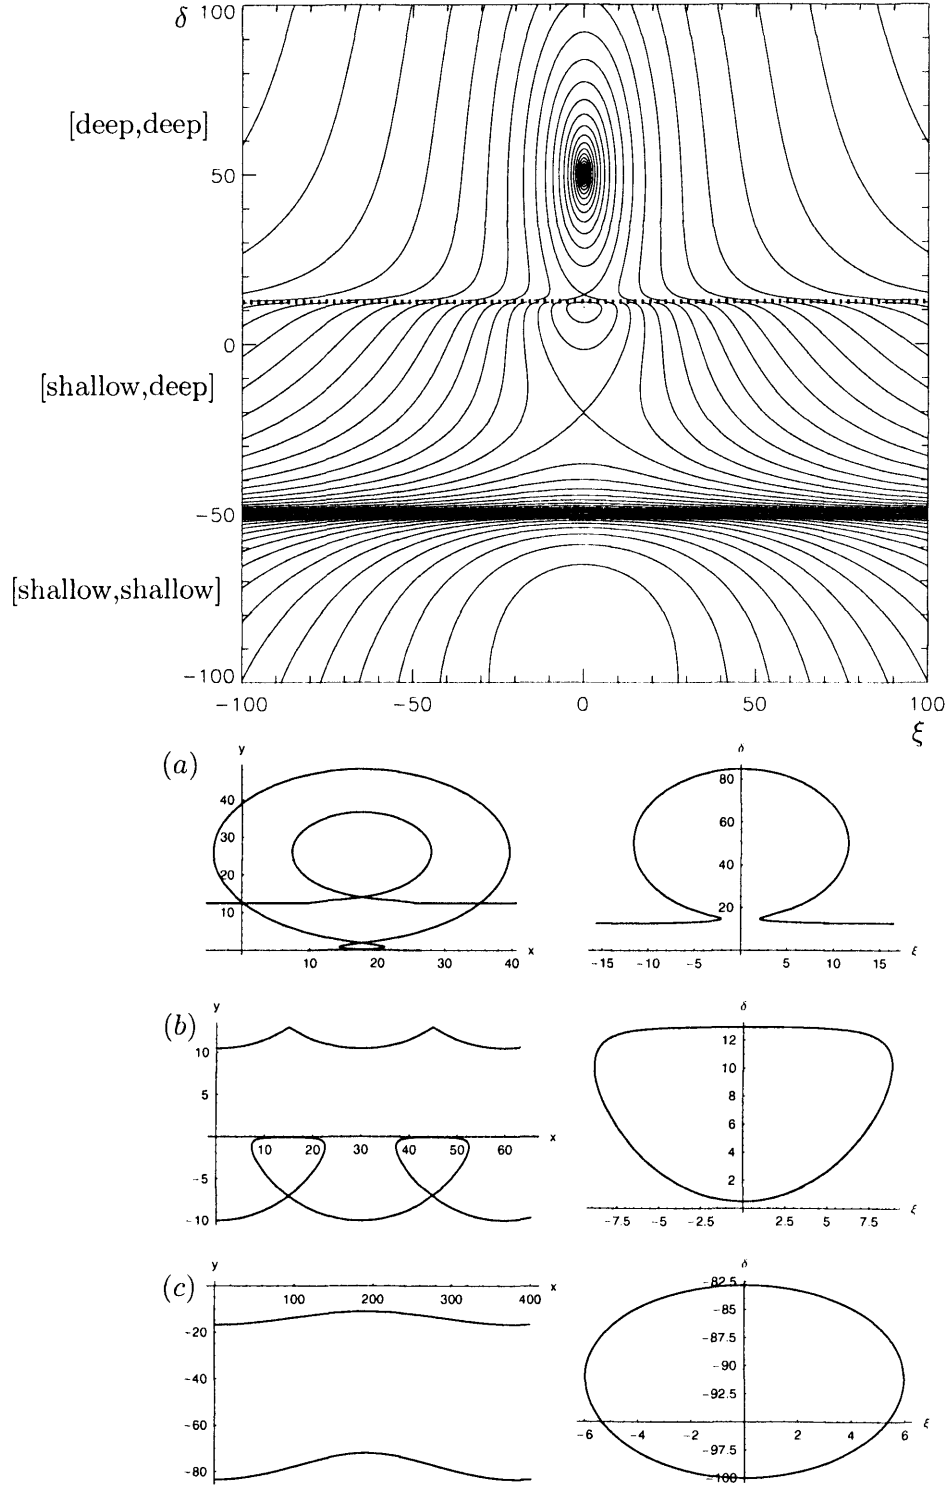 δ
100
[deep,deep]
50
0
[shallow,deep]
−50
[shallow,shallow]
−100
−100 −50 0 50 100
ξ
(a)
y
40
30
20
10
10 20 30 40 x
δ
80
60
40
20
−15 −10 −5 5 10 15 ξ
(b)
y
10
5
10 20 30 40 50 60 x
−5
−10
δ
12
10
8
6
4
2
−7.5 −5 −2.5 2.5 5 7.5 ξ
(c)
y
100 200 300 400 x
−20
−40
−60
−80
δ
−82.5
−85
−87.5
−90
−92.5
−6 −4 −2 2 4 6 ξ
−97.5
−100